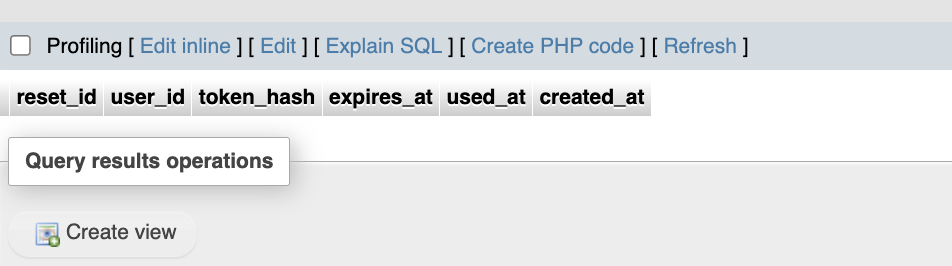 Profiling [ Edit inline ] [ Edit ] [ Explain SQL ] [ Create PHP code ] [ Refresh ]
reset_id user_id token_hash expires_at used_at created_at
Query results operations
Create view